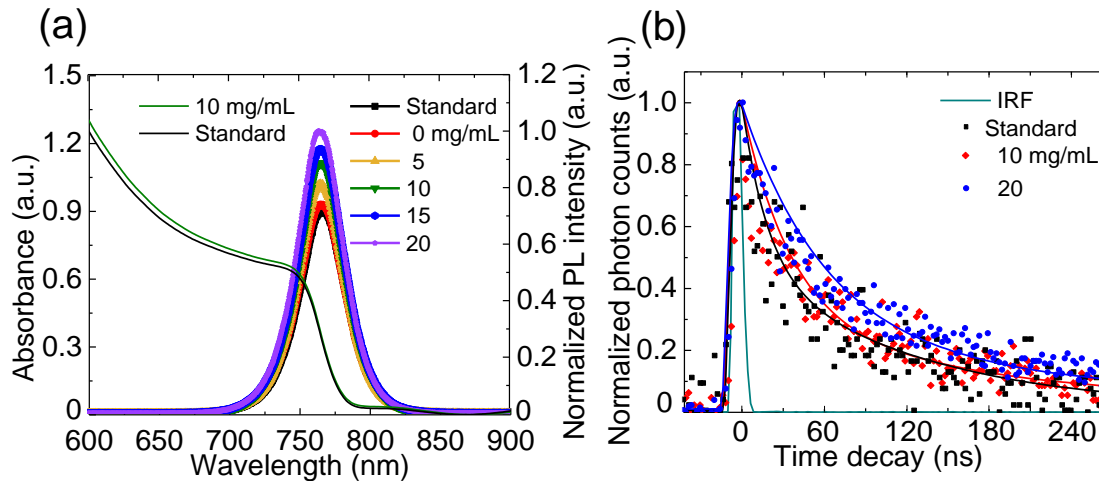 (a)
Absorbance (a.u.)
1.5
1.2
0.9
0.6
0.3
0
10 mg/mL
Standard
Standard
0 mg/mL
5
10
15
20
1.2
1.0
0.8
0.6
0.4
0.2
0
Normalized PL intensity (a.u.)
600 650 700 750 800 850 900
Wavelength (nm)
(b)
Normalized photon counts (a.u.)
1.0
0.8
0.6
0.4
0.2
0
IRF
Standard
10 mg/mL
20
0 60 120 180 240
Time decay (ns)